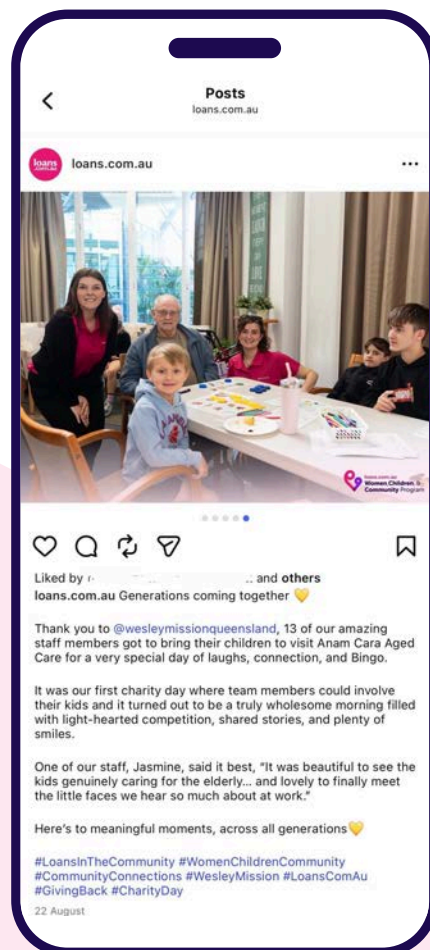 Posts
loans.com.au
loans
.com.au
loans.com.au
loans.com.au
Women, Children, &
Community Program
Liked by and others
loans.com.au Generations coming together 💛
Thank you to @wesleymissionqueensland, 13 of our amazing
staff members got to bring their children to visit Anam Cara Aged
Care for a very special day of laughs, connection, and Bingo.
It was our first charity day where team members could involve
their kids and it turned out to be a truly wholesome morning filled
with light-hearted competition, shared stories, and plenty of
smiles.
One of our staff, Jasmine, said it best, “It was beautiful to see the
kids genuinely caring for the elderly... and lovely to finally meet
the little faces we hear so much about at work.”
Here’s to meaningful moments, across all generations💛
#LoansInTheCommunity #WomenChildrenCommunity
#CommunityConnections #WesleyMission #LoansComAu
#GivingBack #CharityDay
22 August